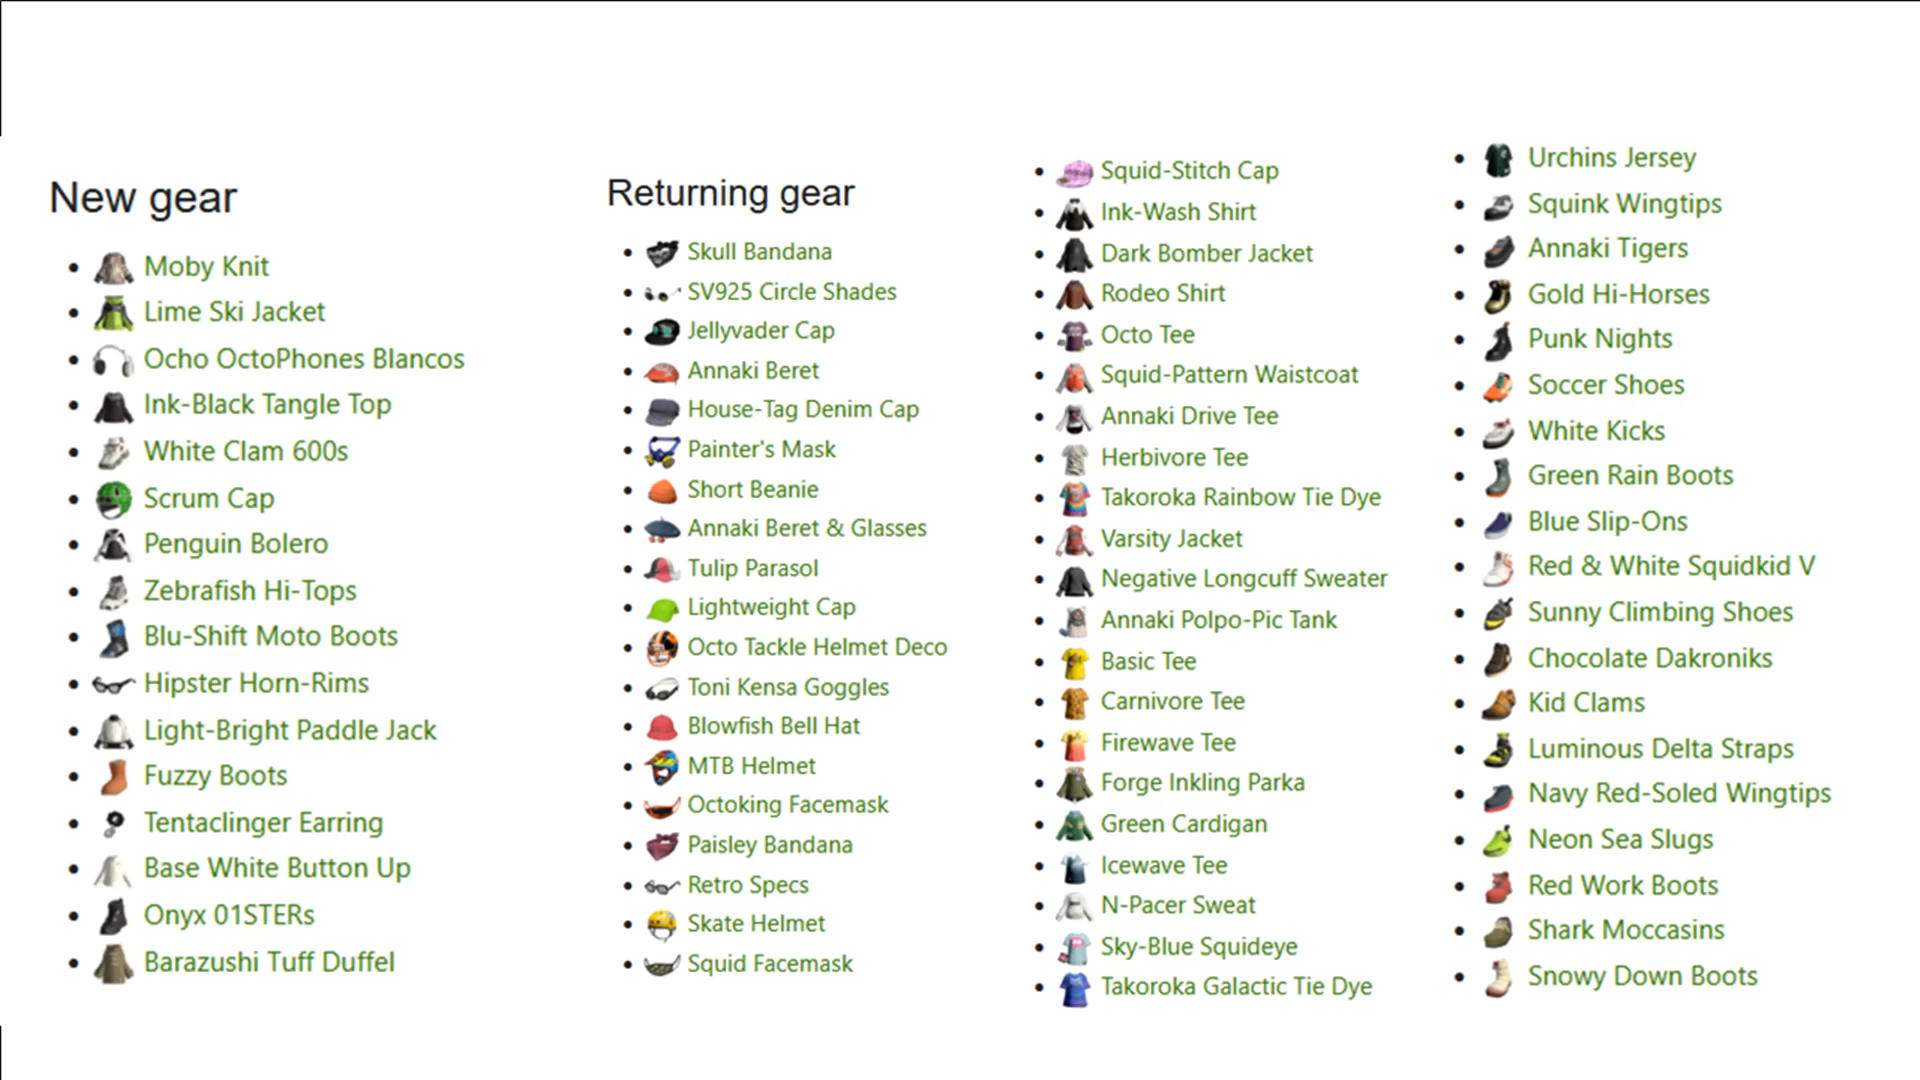 New gear
Moby Knit
Lime Ski Jacket
Ocho OctoPhones Blancos
Ink-Black Tangle Top
White Clam 600s
Scrum Cap
Penguin Bolero
Zebrafish Hi-Tops
Blu-Shift Moto Boots
Hipster Horn-Rims
Light-Bright Paddle Jack
Fuzzy Boots
Tentaclinger Earring
Base White Button Up
Onyx 01STERs
Barazushi Tuff Duffel
Returning gear
Skull Bandana
SV925 Circle Shades
Jellyvader Cap
Annaki Beret
House-Tag Denim Cap
Painter's Mask
Short Beanie
Annaki Beret & Glasses
Tulip Parasol
Lightweight Cap
Octo Tackle Helmet Deco
Toni Kensa Goggles
Blowfish Bell Hat
MTB Helmet
Octoking Facemask
Paisley Bandana
Retro Specs
Skate Helmet
Squid Facemask
Squid-Stitch Cap
Ink-Wash Shirt
Dark Bomber Jacket
Rodeo Shirt
Octo Tee
Squid-Pattern Waistcoat
Annaki Drive Tee
Herbivore Tee
Takoroka Rainbow Tie Dye
Varsity Jacket
Negative Longcuff Sweater
Annaki Polpo-Pic Tank
Basic Tee
Carnivore Tee
Firewave Tee
Forge Inkling Parka
Green Cardigan
Icewave Tee
N-Pacer Sweat
Sky-Blue Squideye
Takoroka Galactic Tie Dye
Urchins Jersey
Squink Wingtips
Annaki Tigers
Gold Hi-Horses
Punk Nights
Soccer Shoes
White Kicks
Green Rain Boots
Blue Slip-Ons
Red & White Squidkid V
Sunny Climbing Shoes
Chocolate Dakroniks
Kid Clams
Luminous Delta Straps
Navy Red-Soled Wingtips
Neon Sea Slugs
Red Work Boots
Shark Moccasins
Snowy Down Boots